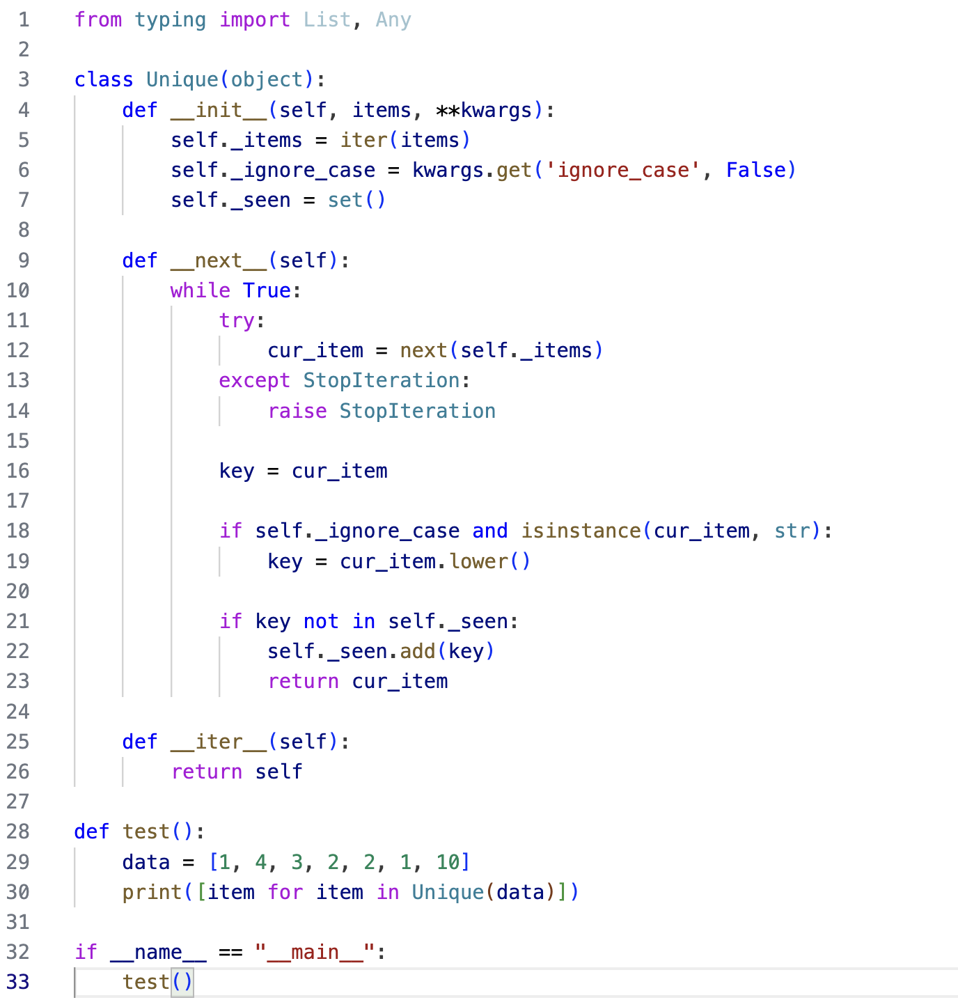 1 from typing import List, Any
2
3 class Unique(object):
4     def __init__(self, items, **kwargs):
5         self._items = iter(items)
6         self._ignore_case = kwargs.get('ignore_case', False)
7         self._seen = set()
8
9     def __next__(self):
10         while True:
11             try:
12                 cur_item = next(self._items)
13             except StopIteration:
14                 raise StopIteration
15
16             key = cur_item
17
18             if self._ignore_case and isinstance(cur_item, str):
19                 key = cur_item.lower()
20
21             if key not in self._seen:
22                 self._seen.add(key)
23                 return cur_item
24
25     def __iter__(self):
26         return self
27
28 def test():
29     data = [1, 4, 3, 2, 2, 1, 10]
30     print([item for item in Unique(data)])
31
32 if __name__ == "__main__":
33     test()